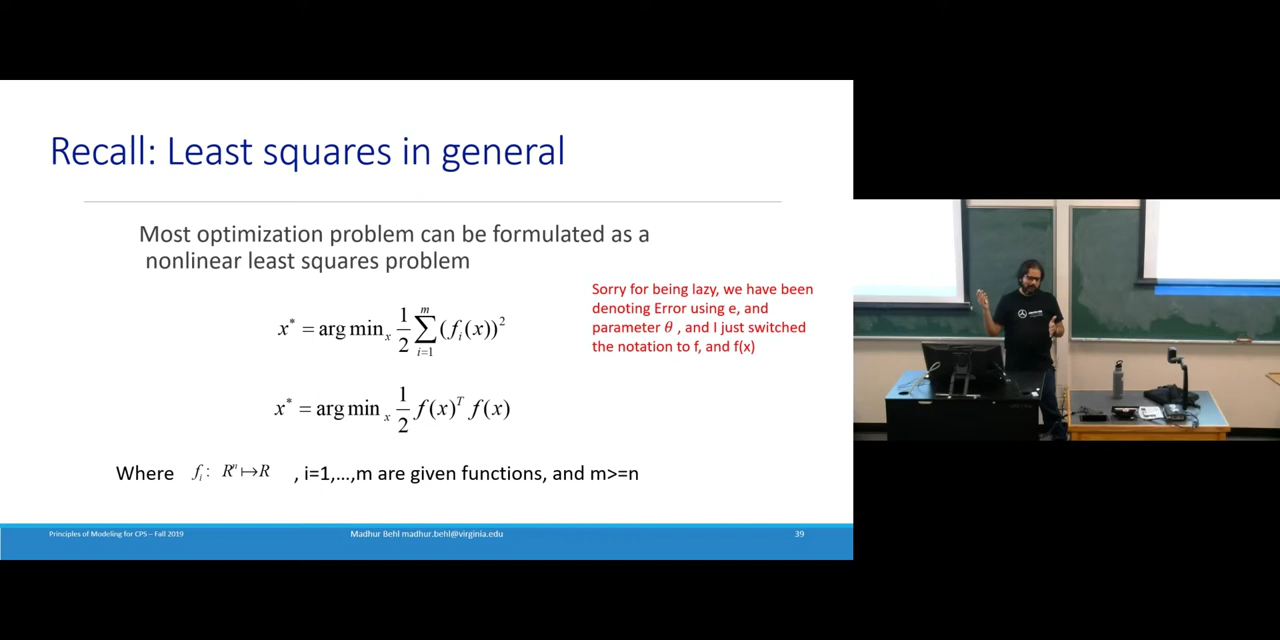 Recall: Least squares in general
Most optimization problem can be formulated as a
nonlinear least squares problem
Sorry for being lazy, we have been
denoting Error using e, and
parameter θ , and I just switched
the notation to f, and f(x)
x* = arg min_x 1/2 ∑_{i=1}^{m} (f_i(x))^2
x* = arg min_x 1/2 f(x)^T f(x)
Where f_i : R^n ↦ R , i=1,...,m are given functions, and m>=n
Principles of Modeling for CPS – Fall 2019 Madhur Behl madhur.behl@virginia.edu 39